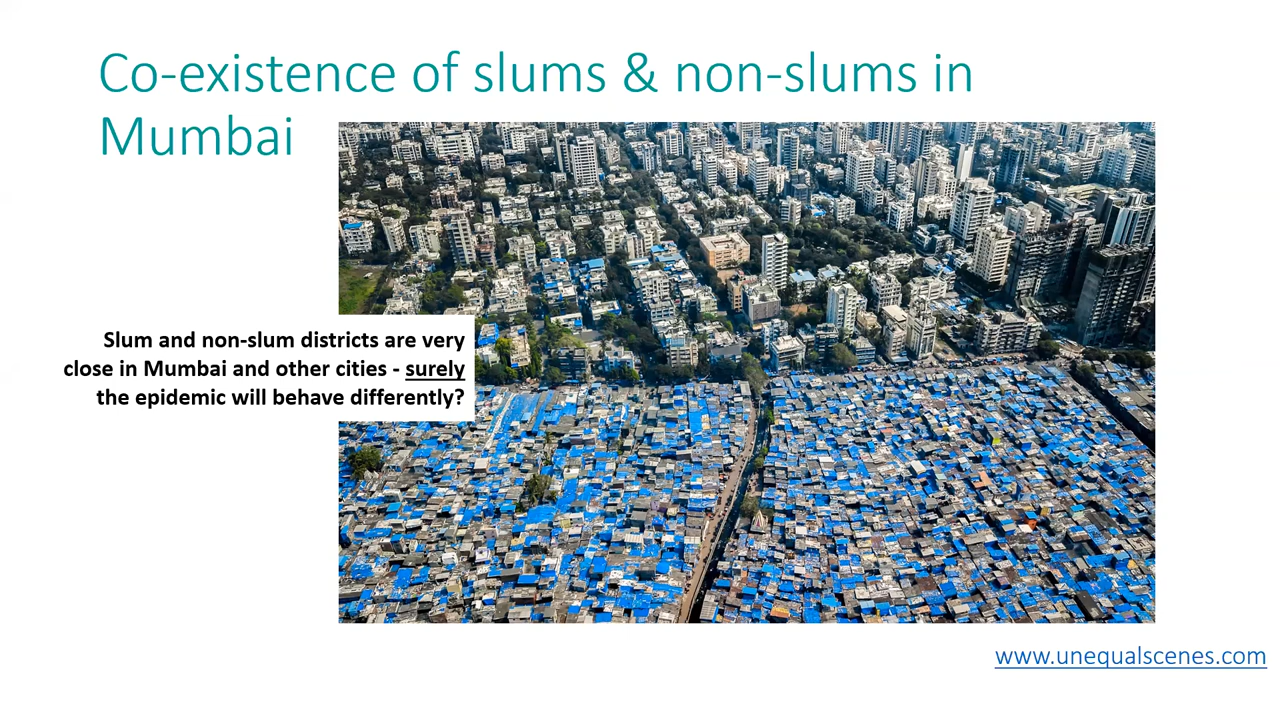 Co-existence of slums & non-slums in
Mumbai
Slum and non-slum districts are very
close in Mumbai and other cities - surely
the epidemic will behave differently?
www.unequalscenes.com